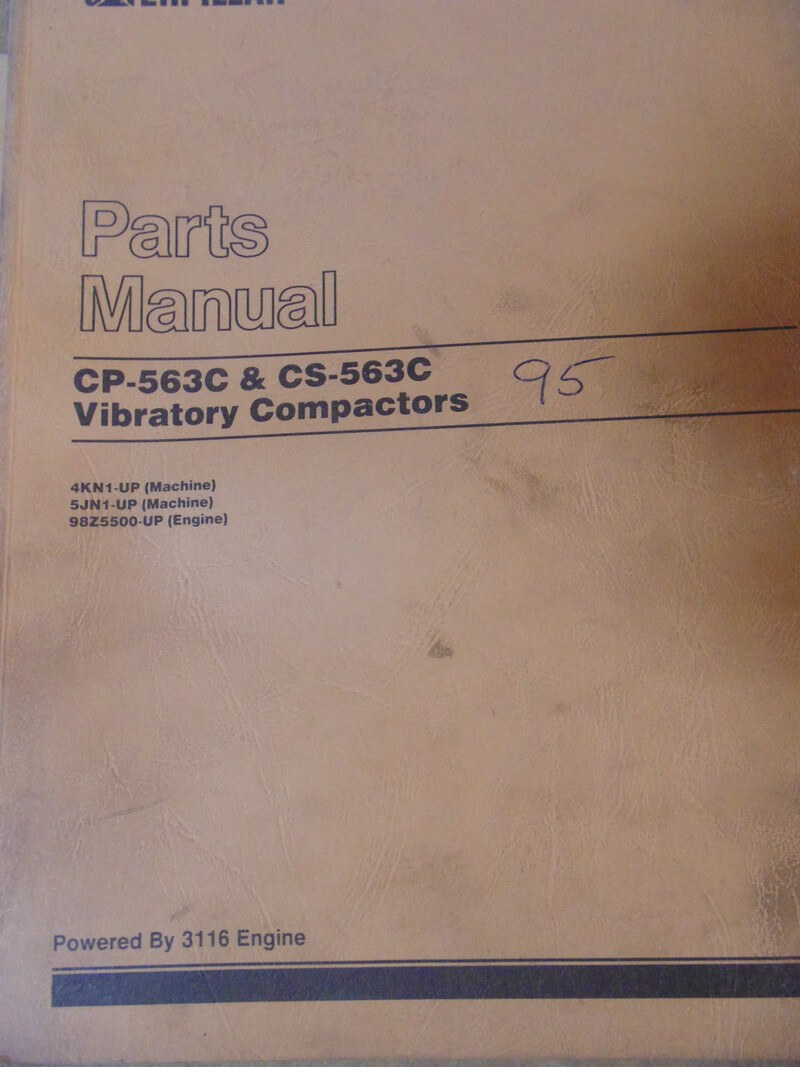 Parts
Manual
CP-563C & CS-563C
Vibratory Compactors
95
4KN1-UP (Machine)
5JN1-UP (Machine)
98Z5500-UP (Engine)
Powered By 3116 Engine